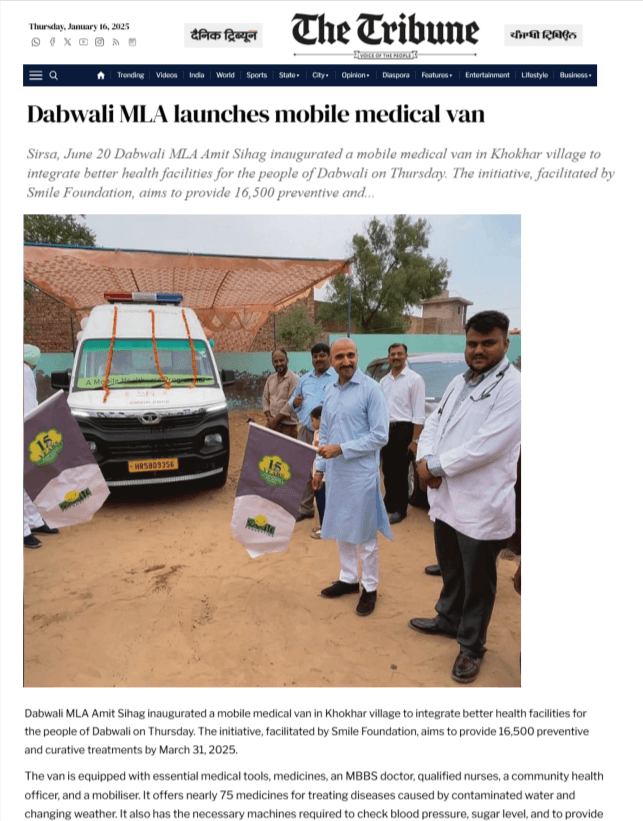 Thursday, January 16, 2025
दैनिक ट्रिब्यून
The Tribune
VOICE OF THE PEOPLE
ਪੰਜਾਬੀ ਟ੍ਰਿਬਿਊਨ
Trending Videos India World Sports State City Opinion Diaspora Features Entertainment Lifestyle Business
Dabwali MLA launches mobile medical van
Sirsa, June 20 Dabwali MLA Amit Sihag inaugurated a mobile medical van in Khokhar village to
integrate better health facilities for the people of Dabwali on Thursday. The initiative, facilitated by
Smile Foundation, aims to provide 16,500 preventive and...
A Mobile Healthcare Programme
HR58D9356
15
15
Dabwali MLA Amit Sihag inaugurated a mobile medical van in Khokhar village to integrate better health facilities for
the people of Dabwali on Thursday. The initiative, facilitated by Smile Foundation, aims to provide 16,500 preventive
and curative treatments by March 31, 2025.
The van is equipped with essential medical tools, medicines, an MBBS doctor, qualified nurses, a community health
officer, and a mobiliser. It offers nearly 75 medicines for treating diseases caused by contaminated water and
changing weather. It also has the necessary machines required to check blood pressure, sugar level, and to provide